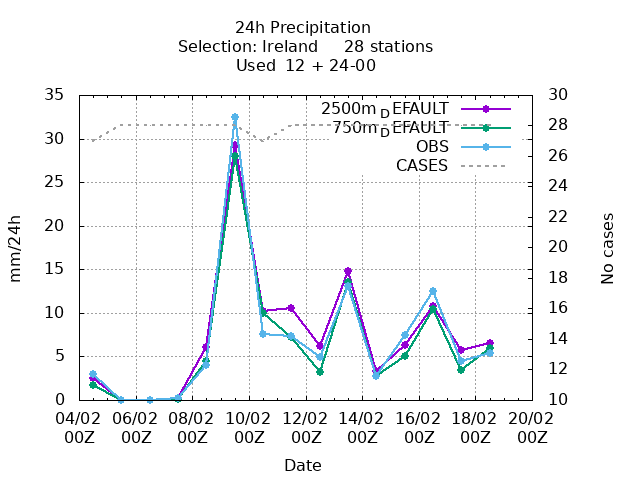 24h Precipitation
Selection: Ireland     28 stations
Used  12 + 24-00
35
30
25
20
15
10
5
0
mm/24h
30
28
26
24
22
20
18
16
14
12
10
No cases
2500m_DEFAULT
750m_DEFAULT
OBS
CASES
04/02 06/02 08/02 10/02 12/02 14/02 16/02 18/02 20/02
00Z 00Z 00Z 00Z 00Z 00Z 00Z 00Z 00Z
Date